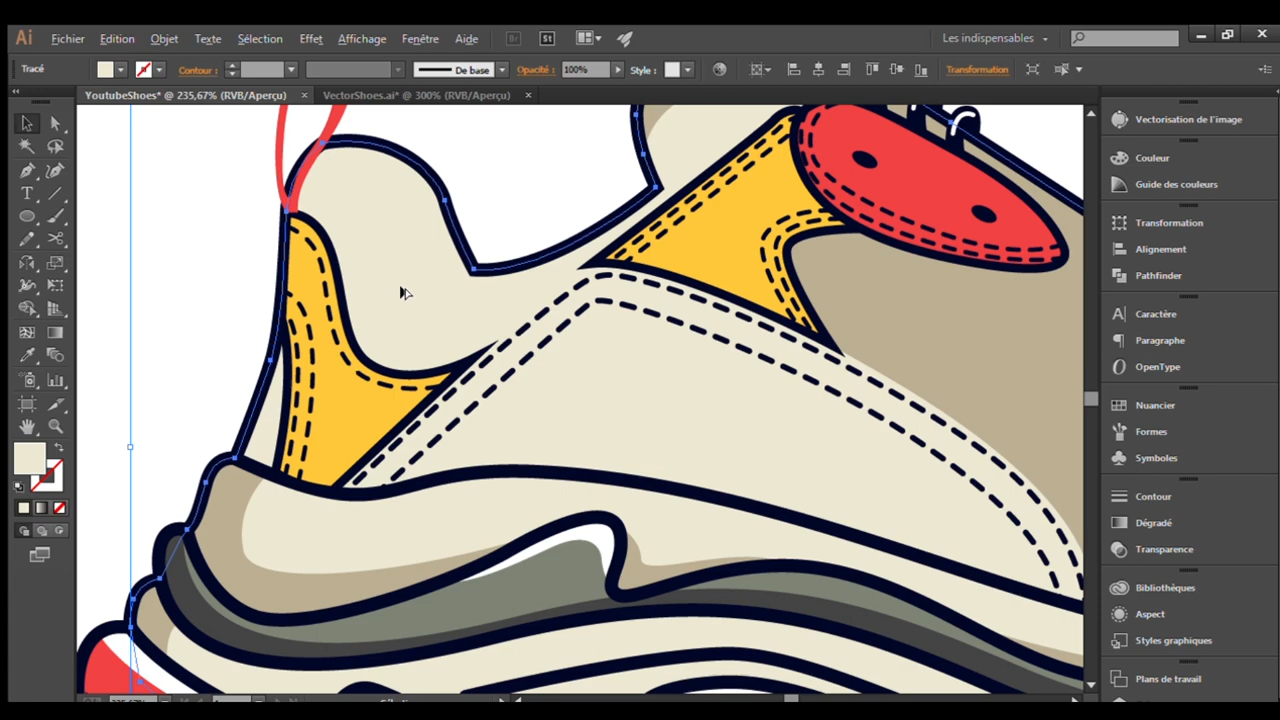 Ai Fichier Edition Objet Texte Sélection Effet Affichage Fenêtre Aide Br St Les indispensables
Tracé Contour : De base Opacité : 100% Style : Transformation
YoutubeShoes* @ 235,67% (RVB/Aperçu) × VectorShoes.ai* @ 300% (RVB/Aperçu) ×
Vectorisation de l'image
Couleur
Guide des couleurs
Transformation
Alignement
Pathfinder
Caractère
Paragraphe
OpenType
Nuancier
Formes
Symboles
Contour
Dégradé
Transparence
Bibliothèques
Aspect
Styles graphiques
Plans de travail